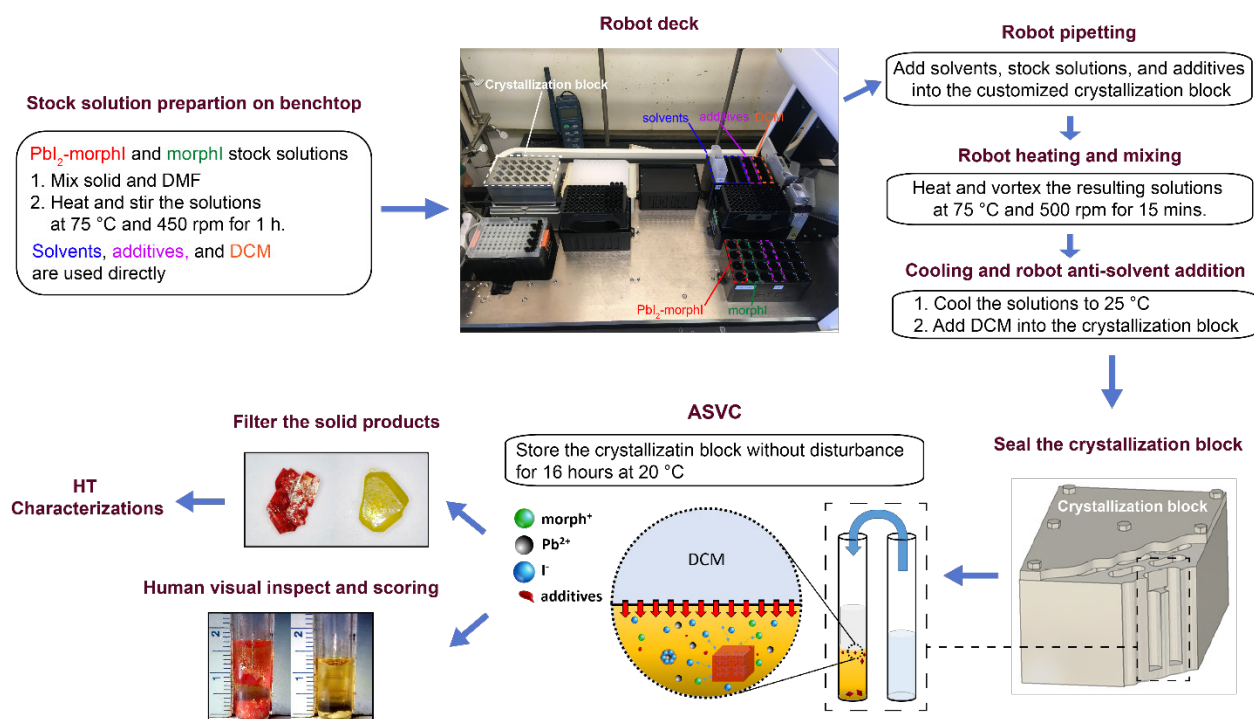 Stock solution prepartion on benchtop
PbI2-morphI and morphI stock solutions
1. Mix solid and DMF
2. Heat and stir the solutions
at 75 °C and 450 rpm for 1 h.
Solvents, additives, and DCM
are used directly
Robot deck
Crystallization block
solvents additives DCM
PbI2-morphI morphI
Robot pipetting
Add solvents, stock solutions, and additives
into the customized crystallization block
Robot heating and mixing
Heat and vortex the resulting solutions
at 75 °C and 500 rpm for 15 mins.
Cooling and robot anti-solvent addition
1. Cool the solutions to 25 °C
2. Add DCM into the crystallization block
Seal the crystallization block
Crystallization block
ASVC
Store the crystallizatin block without disturbance
for 16 hours at 20 °C
morph+
Pb2+
I-
additives
DCM
Filter the solid products
HT
Characterizations
Human visual inspect and scoring
2
1
2
1